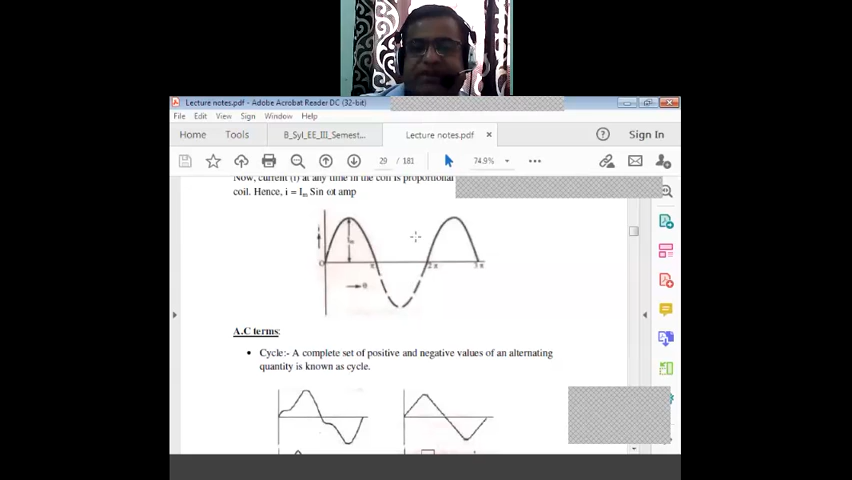 Lecture notes.pdf - Adobe Acrobat Reader DC (32-bit)
File Edit View Sign Window Help
Home Tools B_Syl_EE_III_Semest... Lecture notes.pdf × Sign In
29 / 181 74.9%
Now, current (i) at any time in the coil is proportional
coil. Hence, i = Im Sin ωt amp
i
Im
O π 2π 3π
θ
A.C terms:
• Cycle:- A complete set of positive and negative values of an alternating
quantity is known as cycle.